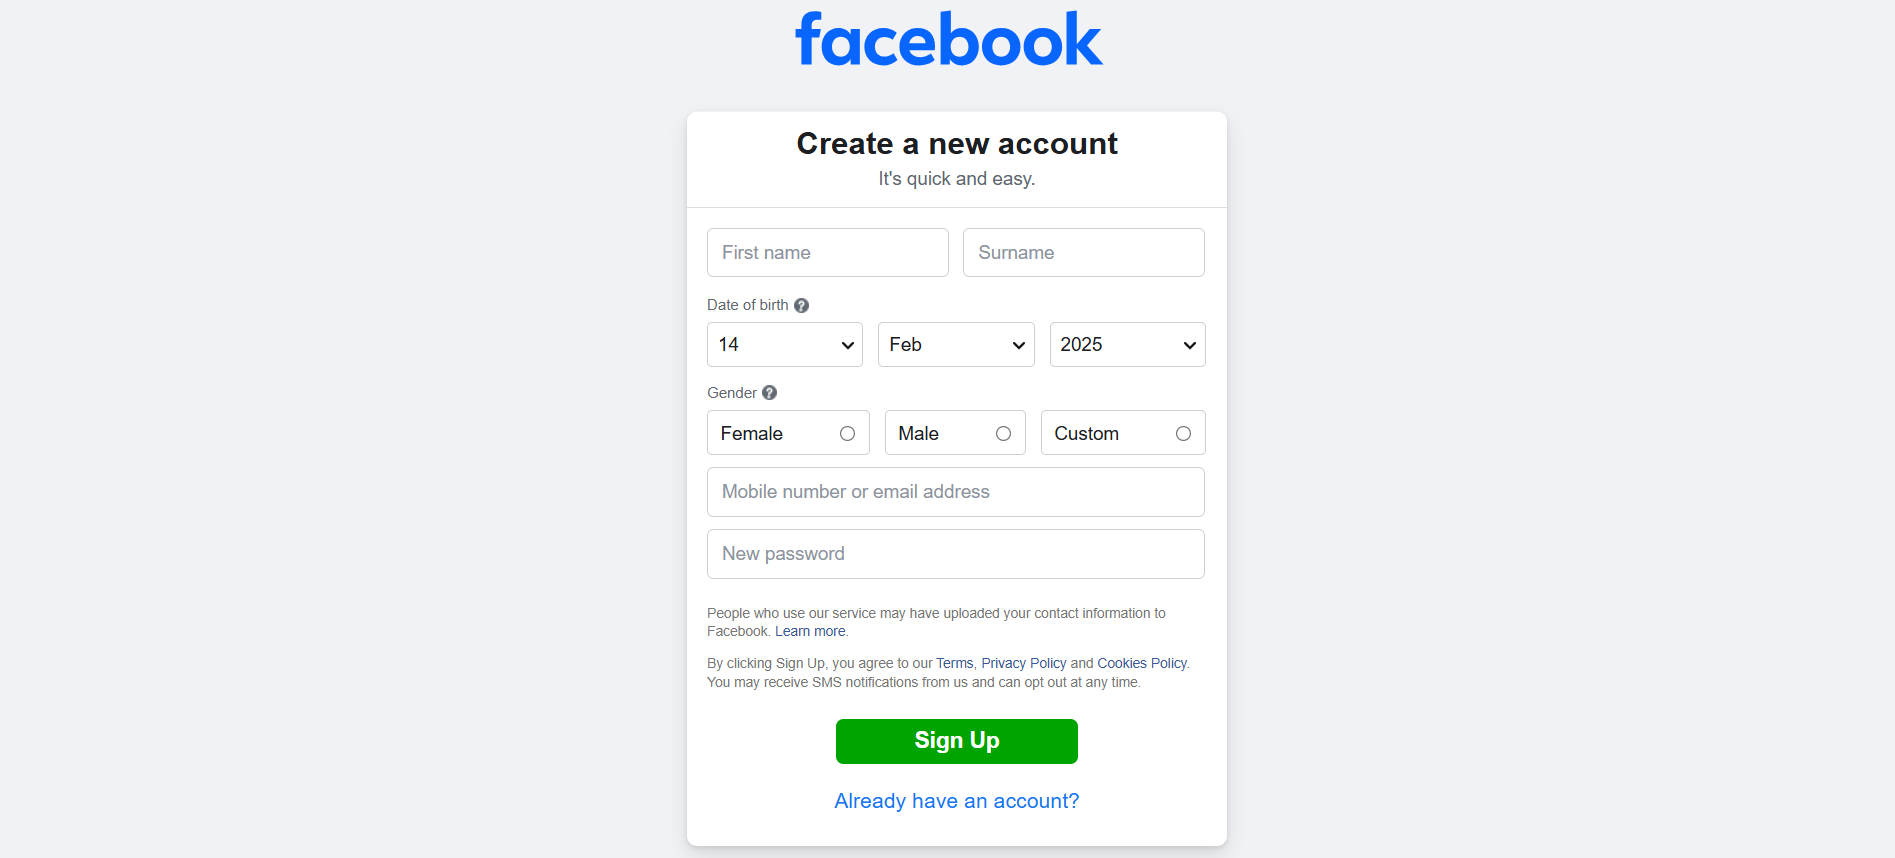 facebook
Create a new account
It's quick and easy.
First name
Surname
Date of birth ?
14
Feb
2025
Gender ?
Female
Male
Custom
Mobile number or email address
New password
People who use our service may have uploaded your contact information to
Facebook. Learn more.
By clicking Sign Up, you agree to our Terms, Privacy Policy and Cookies Policy.
You may receive SMS notifications from us and can opt out at any time.
Sign Up
Already have an account?